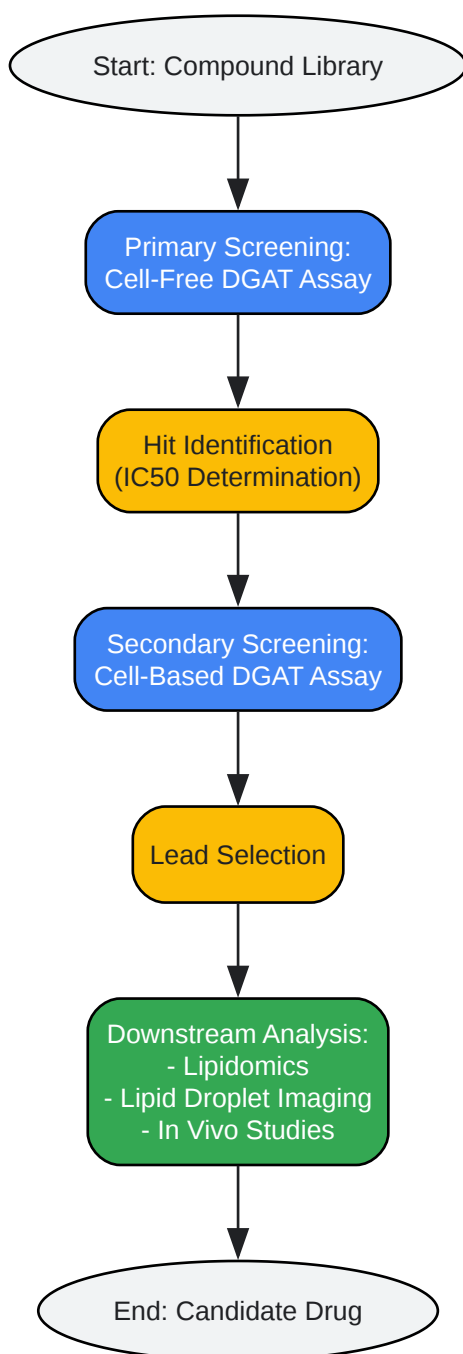 Start: Compound Library
Primary Screening:
Cell-Free DGAT Assay
Hit Identification
(IC50 Determination)
Secondary Screening:
Cell-Based DGAT Assay
Lead Selection
Downstream Analysis:
- Lipidomics
- Lipid Droplet Imaging
- In Vivo Studies
End: Candidate Drug